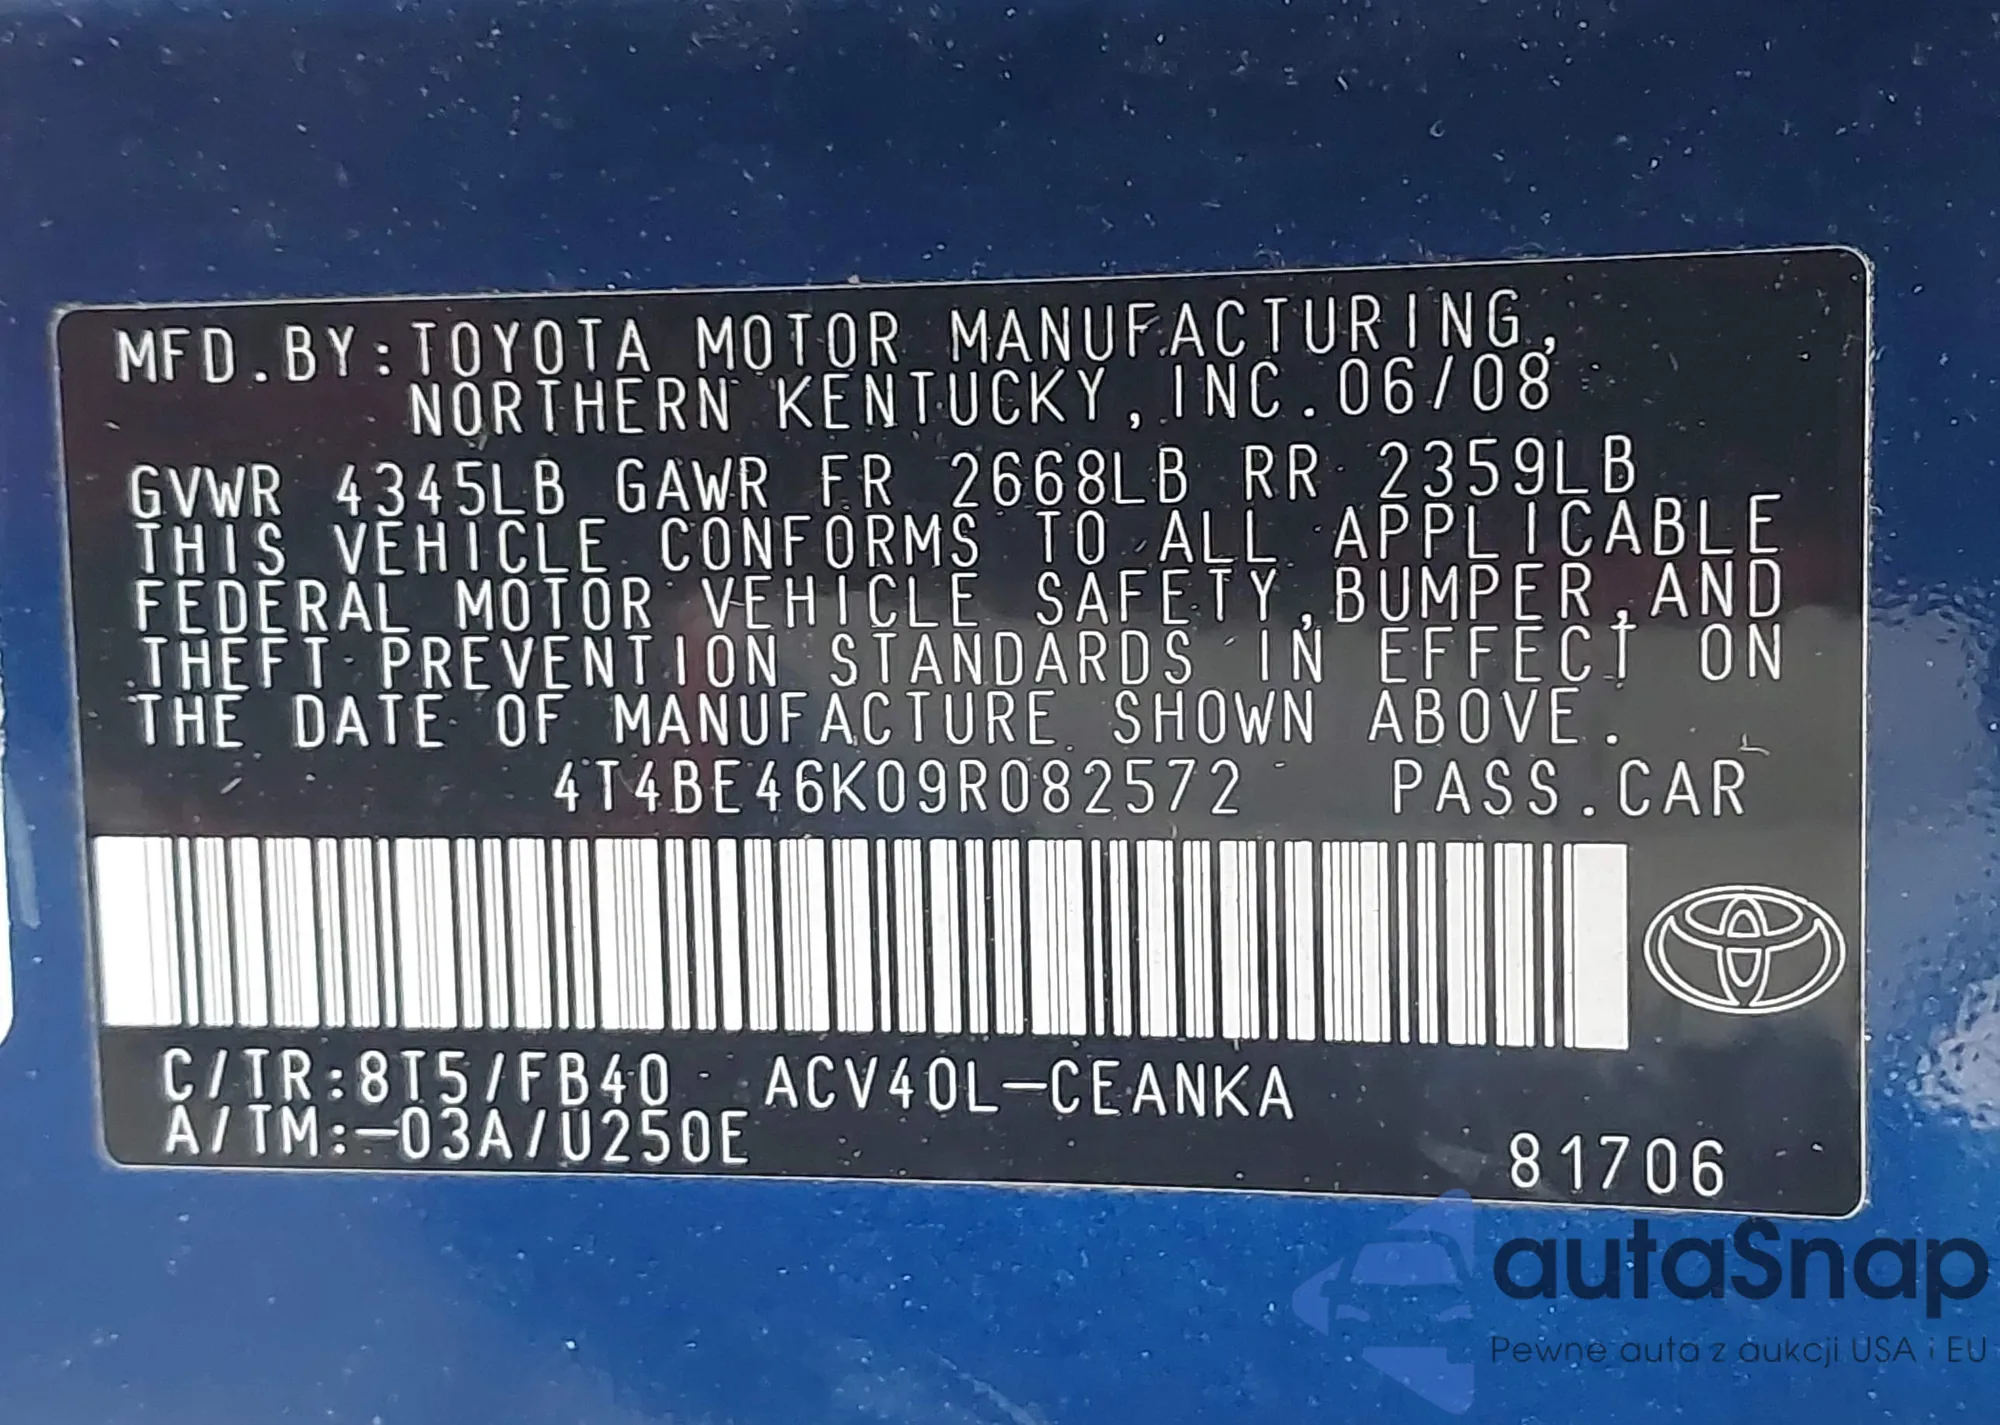 MFD.BY:TOYOTA MOTOR MANUFACTURING,
NORTHERN KENTUCKY, INC.06/08
GVWR 4345LB GAWR FR 2668LB RR 2359LB
THIS VEHICLE CONFORMS TO ALL APPLICABLE
FEDERAL MOTOR VEHICLE SAFETY,BUMPER,AND
THEFT PREVENTION STANDARDS IN EFFECT ON
THE DATE OF MANUFACTURE SHOWN ABOVE.
4T4BE46K09R082572 PASS.CAR
C/TR:8T5/FB40 ACV40L-CEANKA
A/TM:-03A/U250E
81706
autaSnap
Pewne auta z aukcji USA i EU